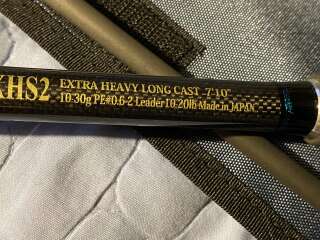 XHS2
EXTRA HEAVY LONG CAST 7'10"
10-30g PE#0.6-2 Leader10.20lb Made in JAPAN